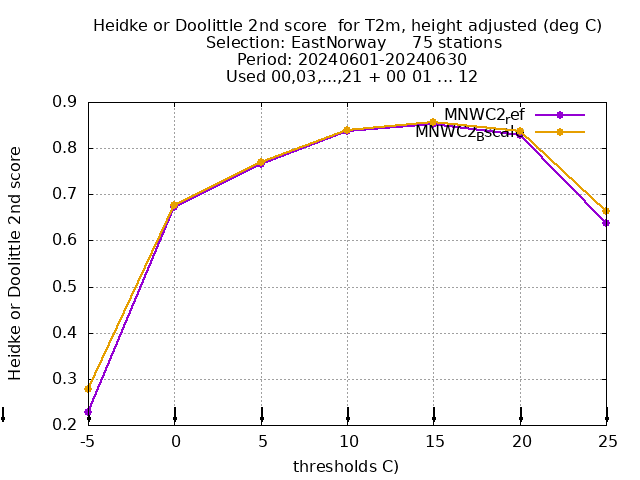 Heidke or Doolittle 2nd score  for T2m, height adjusted (deg C)
Selection: EastNorway     75 stations
Period: 20240601-20240630
Used 00,03,...,21 + 00 01 ... 12
Heidke or Doolittle 2nd score
0.9
0.8
0.7
0.6
0.5
0.4
0.3
0.2
MNWC2ref
MNWC2Bscale
-5
0
5
10
15
20
25
thresholds C)